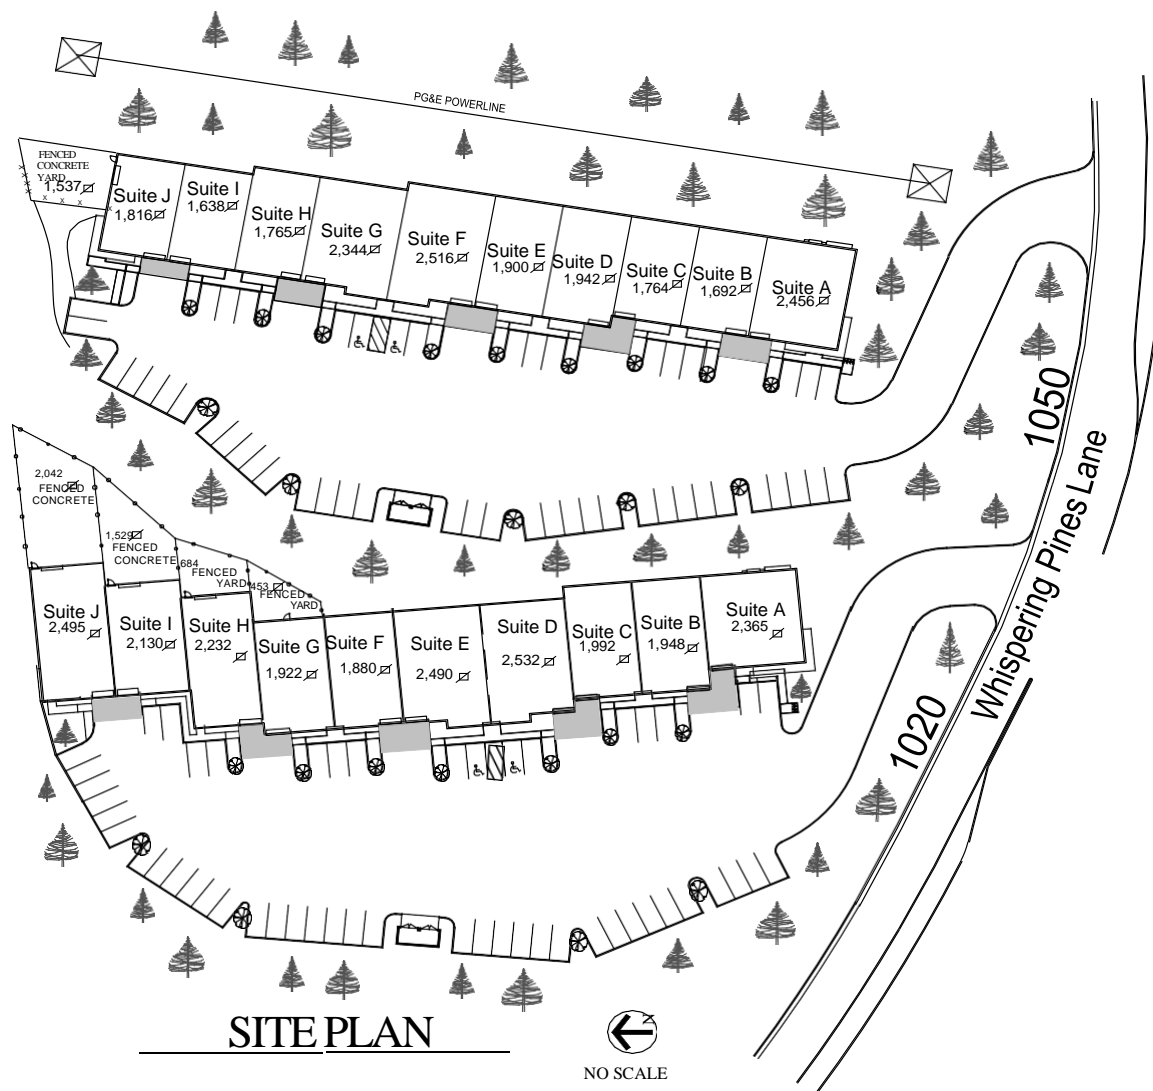 PG&E POWERLINE
FENCED
CONCRETE
YARD
1,537
Suite J
1,816
Suite I
1,638
Suite H
1,765
Suite G
2,344
Suite F
2,516
Suite E
1,900
Suite D
1,942
Suite C
1,764
Suite B
1,692
Suite A
2,456
1050
Whispering Pines Lane
2,042
FENCED
CONCRETE
1,529
FENCED
CONCRETE
684
FENCED
YARD
453
FENCED
YARD
Suite J
2,495
Suite I
2,130
Suite H
2,232
Suite G
1,922
Suite F
1,880
Suite E
2,490
Suite D
2,532
Suite C
1,992
Suite B
1,948
Suite A
2,365
1020
SITE PLAN
N
NO SCALE